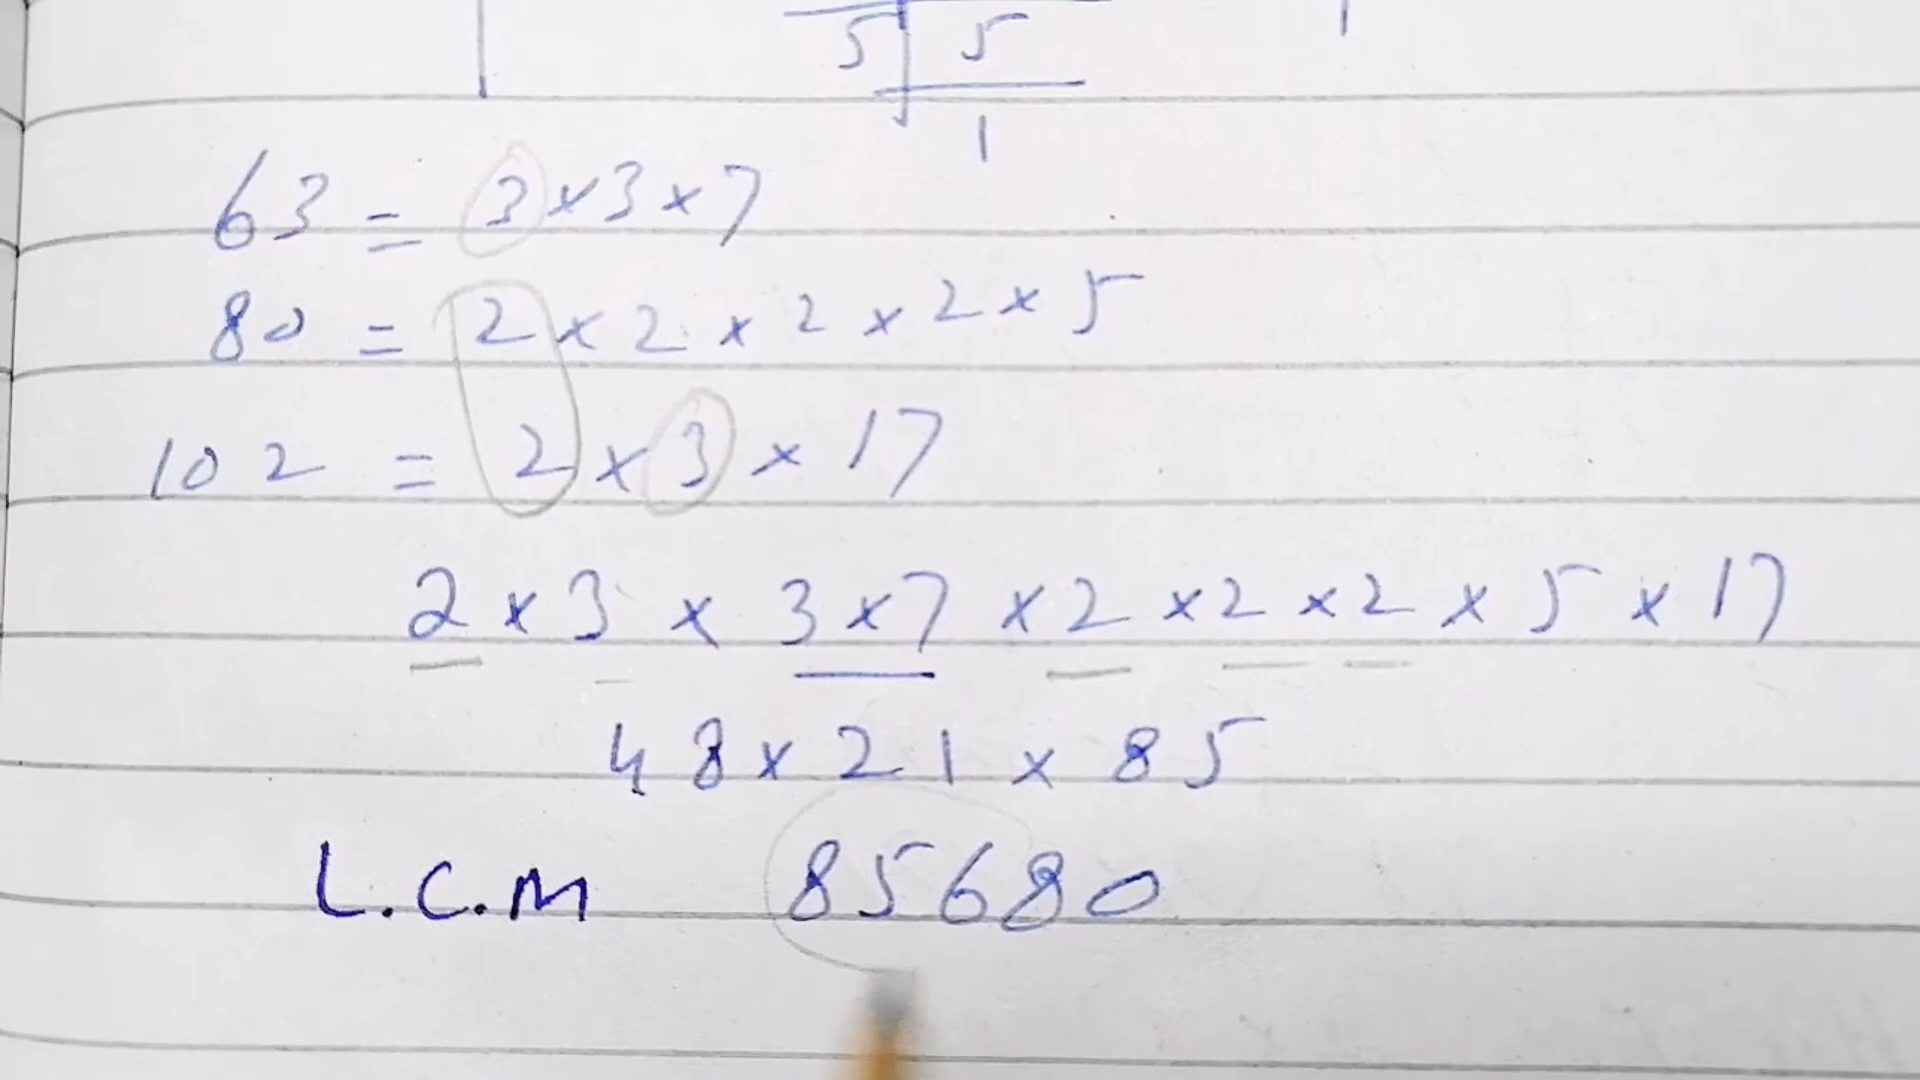 5 5
1
1
63 = 3 × 3 × 7
80 = 2 × 2 × 2 × 2 × 5
102 = 2 × 3 × 17
2 × 3 × 3 × 7 × 2 × 2 × 2 × 5 × 17
48 × 21 × 85
L.C.M 85680